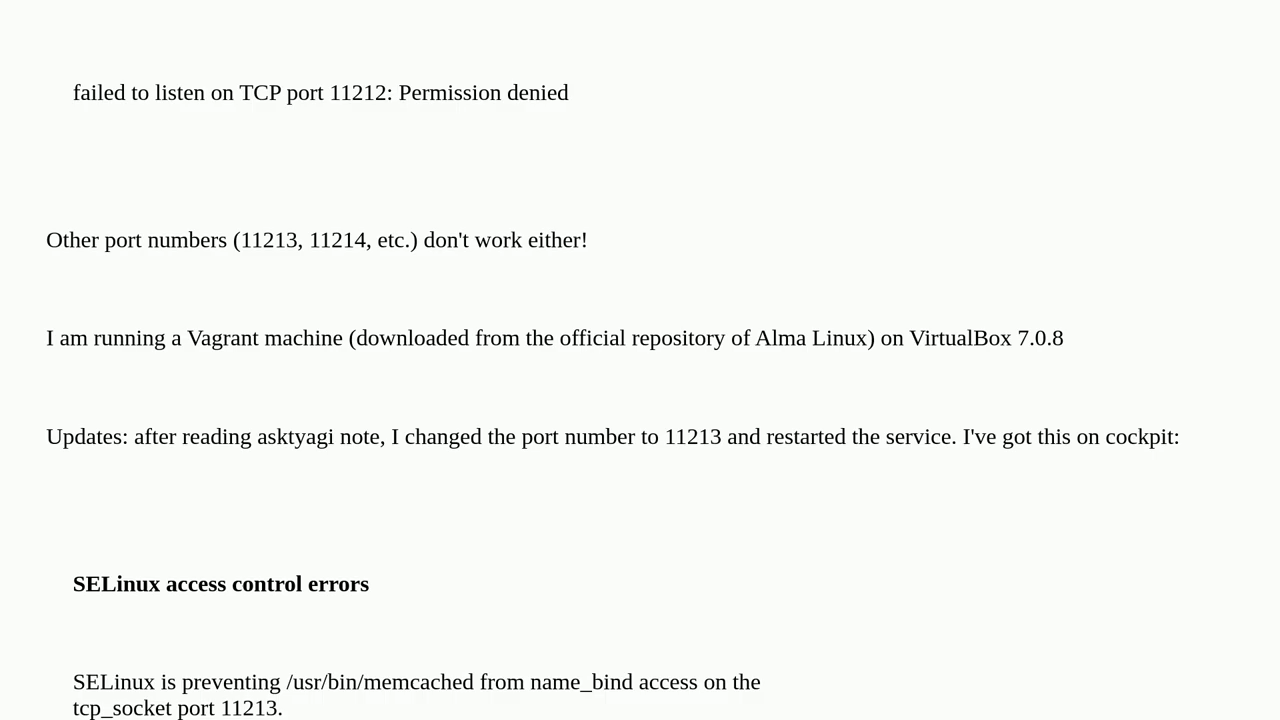 failed to listen on TCP port 11212: Permission denied
Other port numbers (11213, 11214, etc.) don't work either!
I am running a Vagrant machine (downloaded from the official repository of Alma Linux) on VirtualBox 7.0.8
Updates: after reading asktyagi note, I changed the port number to 11213 and restarted the service. I've got this on cockpit:
SELinux access control errors
SELinux is preventing /usr/bin/memcached from name_bind access on the
tcp_socket port 11213.